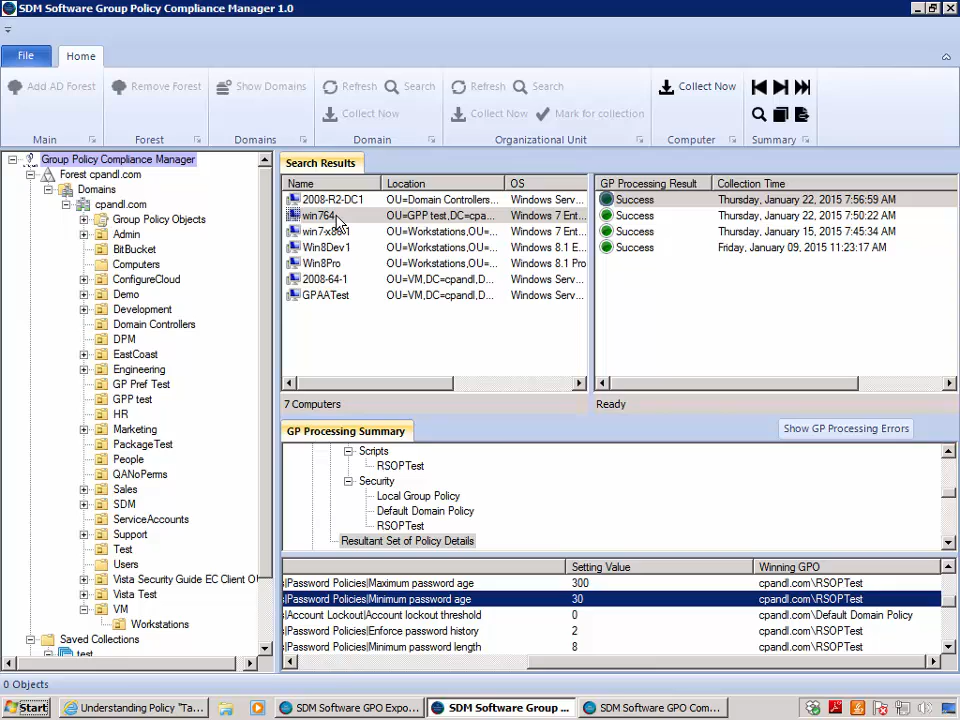 SDM Software Group Policy Compliance Manager 1.0
File Home
Add AD Forest Remove Forest Show Domains Refresh Search Refresh Search Collect Now
Collect Now Collect Now Mark for collection
Main Forest Domains Domain Organizational Unit Computer Summary
Group Policy Compliance Manager
Forest cpandl.com
Domains
cpandl.com
Group Policy Objects
Admin
BitBucket
Computers
ConfigureCloud
Demo
Development
Domain Controllers
DPM
EastCoast
Engineering
GP Pref Test
GPP test
HR
Marketing
PackageTest
People
QANoPerms
Sales
SDM
ServiceAccounts
Support
Test
Users
Vista Security Guide EC Client O
Vista Test
VM
Workstations
Saved Collections
test
Search Results
Name Location OS
2008-R2-DC1 OU=Domain Controllers... Windows Serv...
win764 OU=GPP test,DC=cpa... Windows 7 Ent...
OU=Workstations,OU=... Windows 7 Ent...
Win8Dev1 OU=Workstations,OU=... Windows 8.1 E...
Win8Pro OU=Workstations,OU=... Windows 8.1 Pro
2008-64-1 OU=VM,DC=cpandl,D... Windows Serv...
GPAATest OU=VM,DC=cpandl,D... Windows Serv...
7 Computers
GP Processing Result Collection Time
Success Thursday, January 22, 2015 7:56:59 AM
Success Thursday, January 22, 2015 7:50:22 AM
Success Thursday, January 15, 2015 7:45:34 AM
Success Friday, January 09, 2015 11:23:17 AM
Ready
GP Processing Summary Show GP Processing Errors
Scripts
RSOPTest
Security
Local Group Policy
Default Domain Policy
RSOPTest
Resultant Set of Policy Details
Setting Value Winning GPO
s|Password Policies|Maximum password age 300 cpandl.com\RSOPTest
s|Password Policies|Minimum password age 30 cpandl.com\RSOPTest
s|Account Lockout|Account lockout threshold 0 cpandl.com\Default Domain Policy
s|Password Policies|Enforce password history 2 cpandl.com\RSOPTest
s|Password Policies|Minimum password length 8 cpandl.com\RSOPTest
0 Objects
Start Understanding Policy "Ta... SDM Software GPO Expo... SDM Software Group ... SDM Software GPO Com...